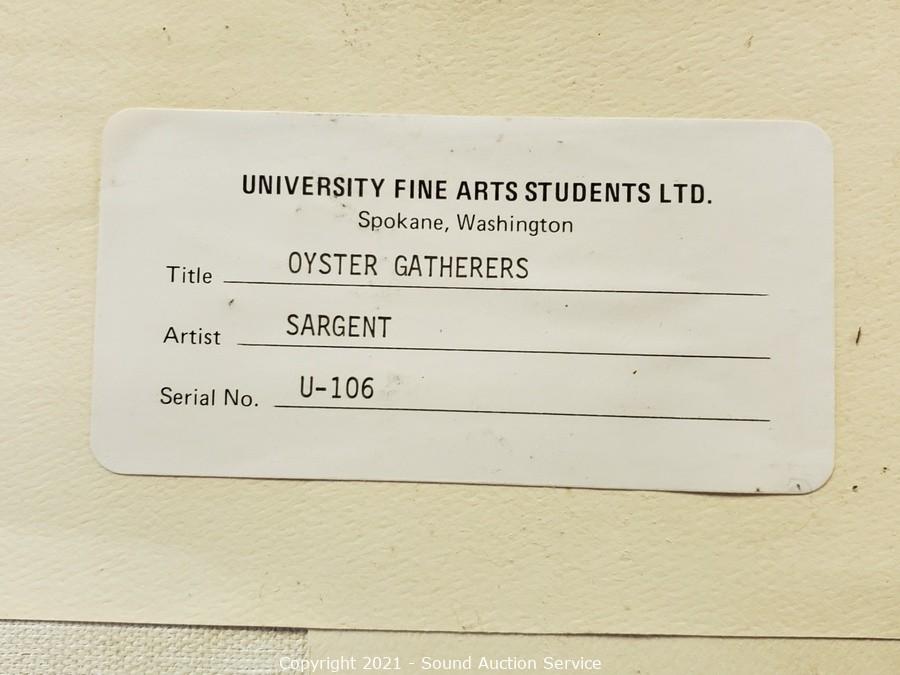 UNIVERSITY FINE ARTS STUDENTS LTD.
Spokane, Washington
Title OYSTER GATHERERS
Artist SARGENT
Serial No. U-106
Copyright 2021 - Sound Auction Service